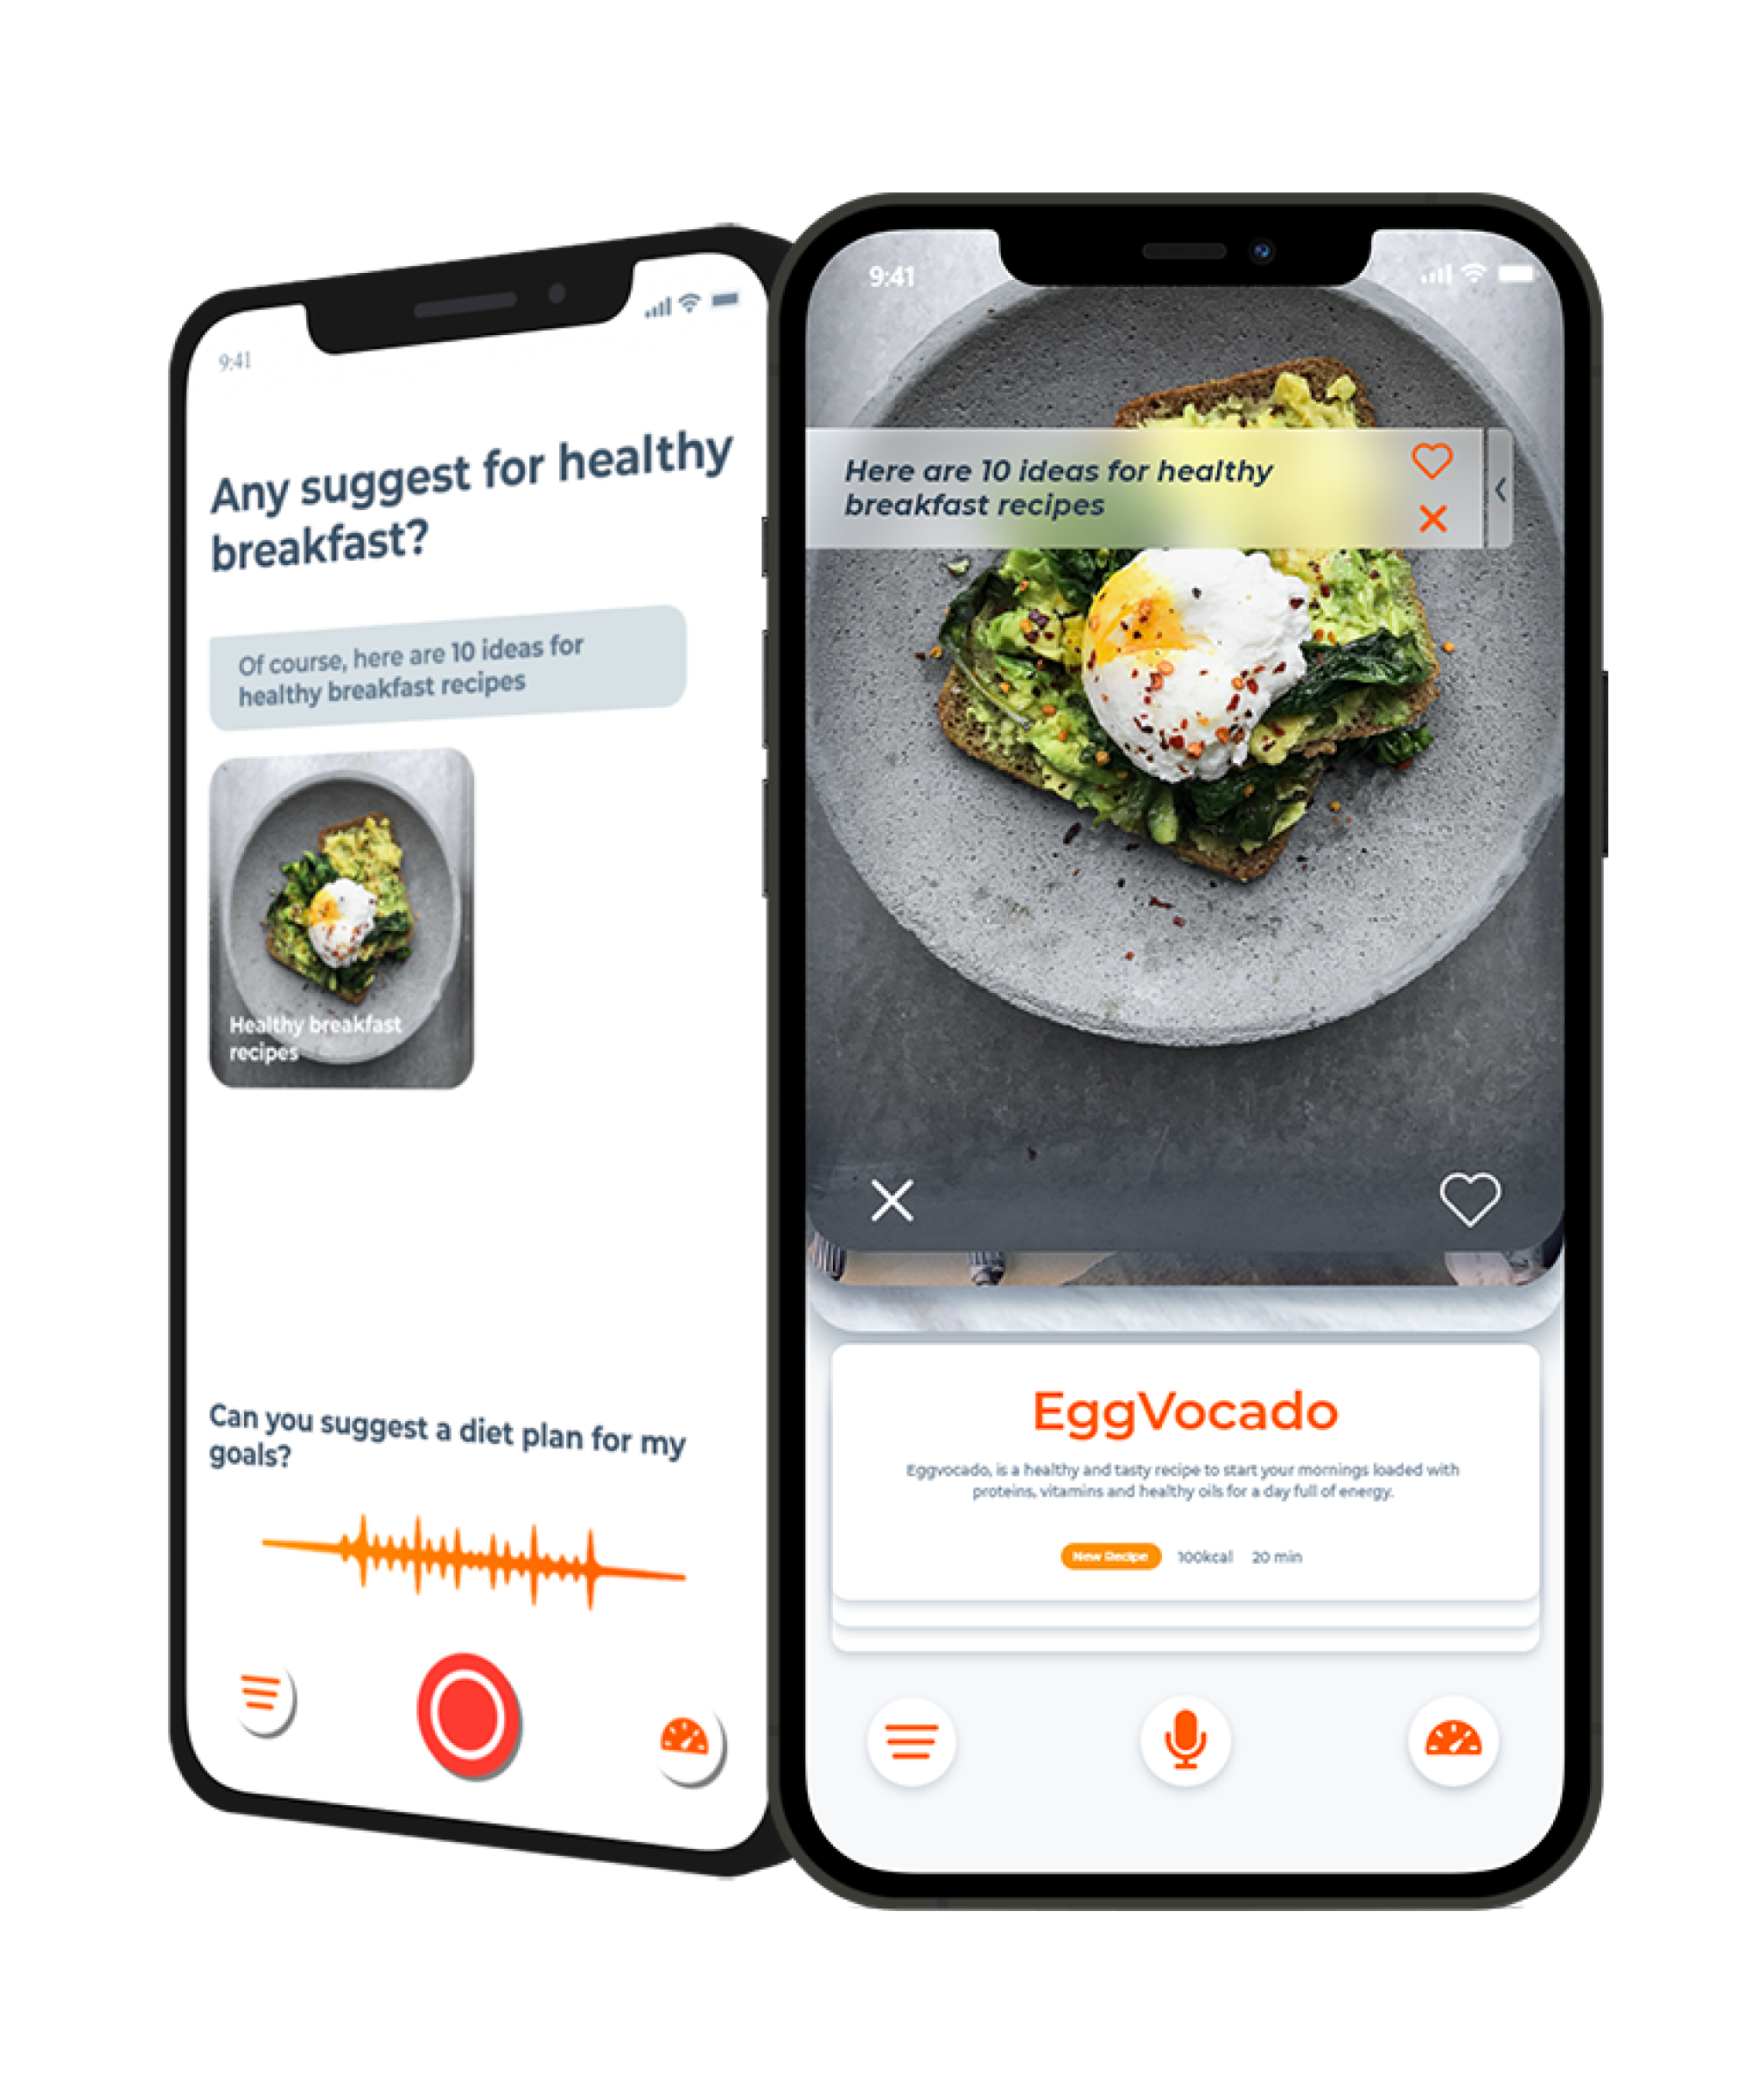 9:41
Any suggest for healthy
breakfast?
Of course, here are 10 ideas for
healthy breakfast recipes
Healthy breakfast
recipes
Can you suggest a diet plan for my
goals?
9:41
Here are 10 ideas for healthy
breakfast recipes
EggVocado
Eggvocado, is a healthy and tasty recipe to start your mornings loaded with
proteins, vitamins and healthy oils for a day full of energy.
New Recipe 100kcal 20 min